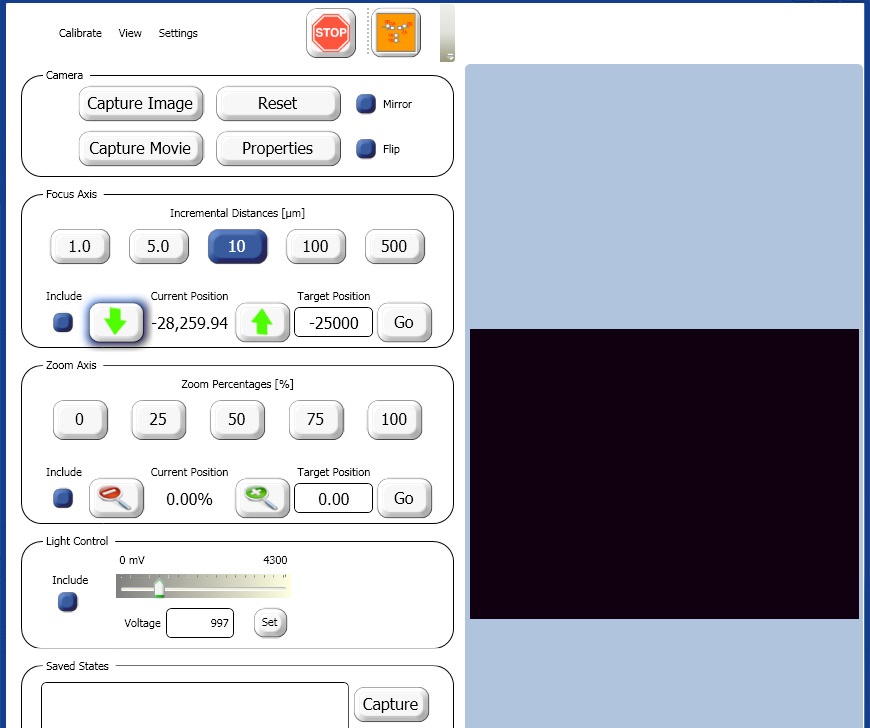 Calibrate View Settings
STOP
Camera
Capture Image Reset Mirror
Capture Movie Properties Flip
Focus Axis
Incremental Distances [µm]
1.0 5.0 10 100 500
Include Current Position Target Position
-28,259.94 -25000 Go
Zoom Axis
Zoom Percentages [%]
0 25 50 75 100
Include Current Position Target Position
0.00% 0.00 Go
Light Control
0 mV 4300
Include
Voltage 997 Set
Saved States
Capture